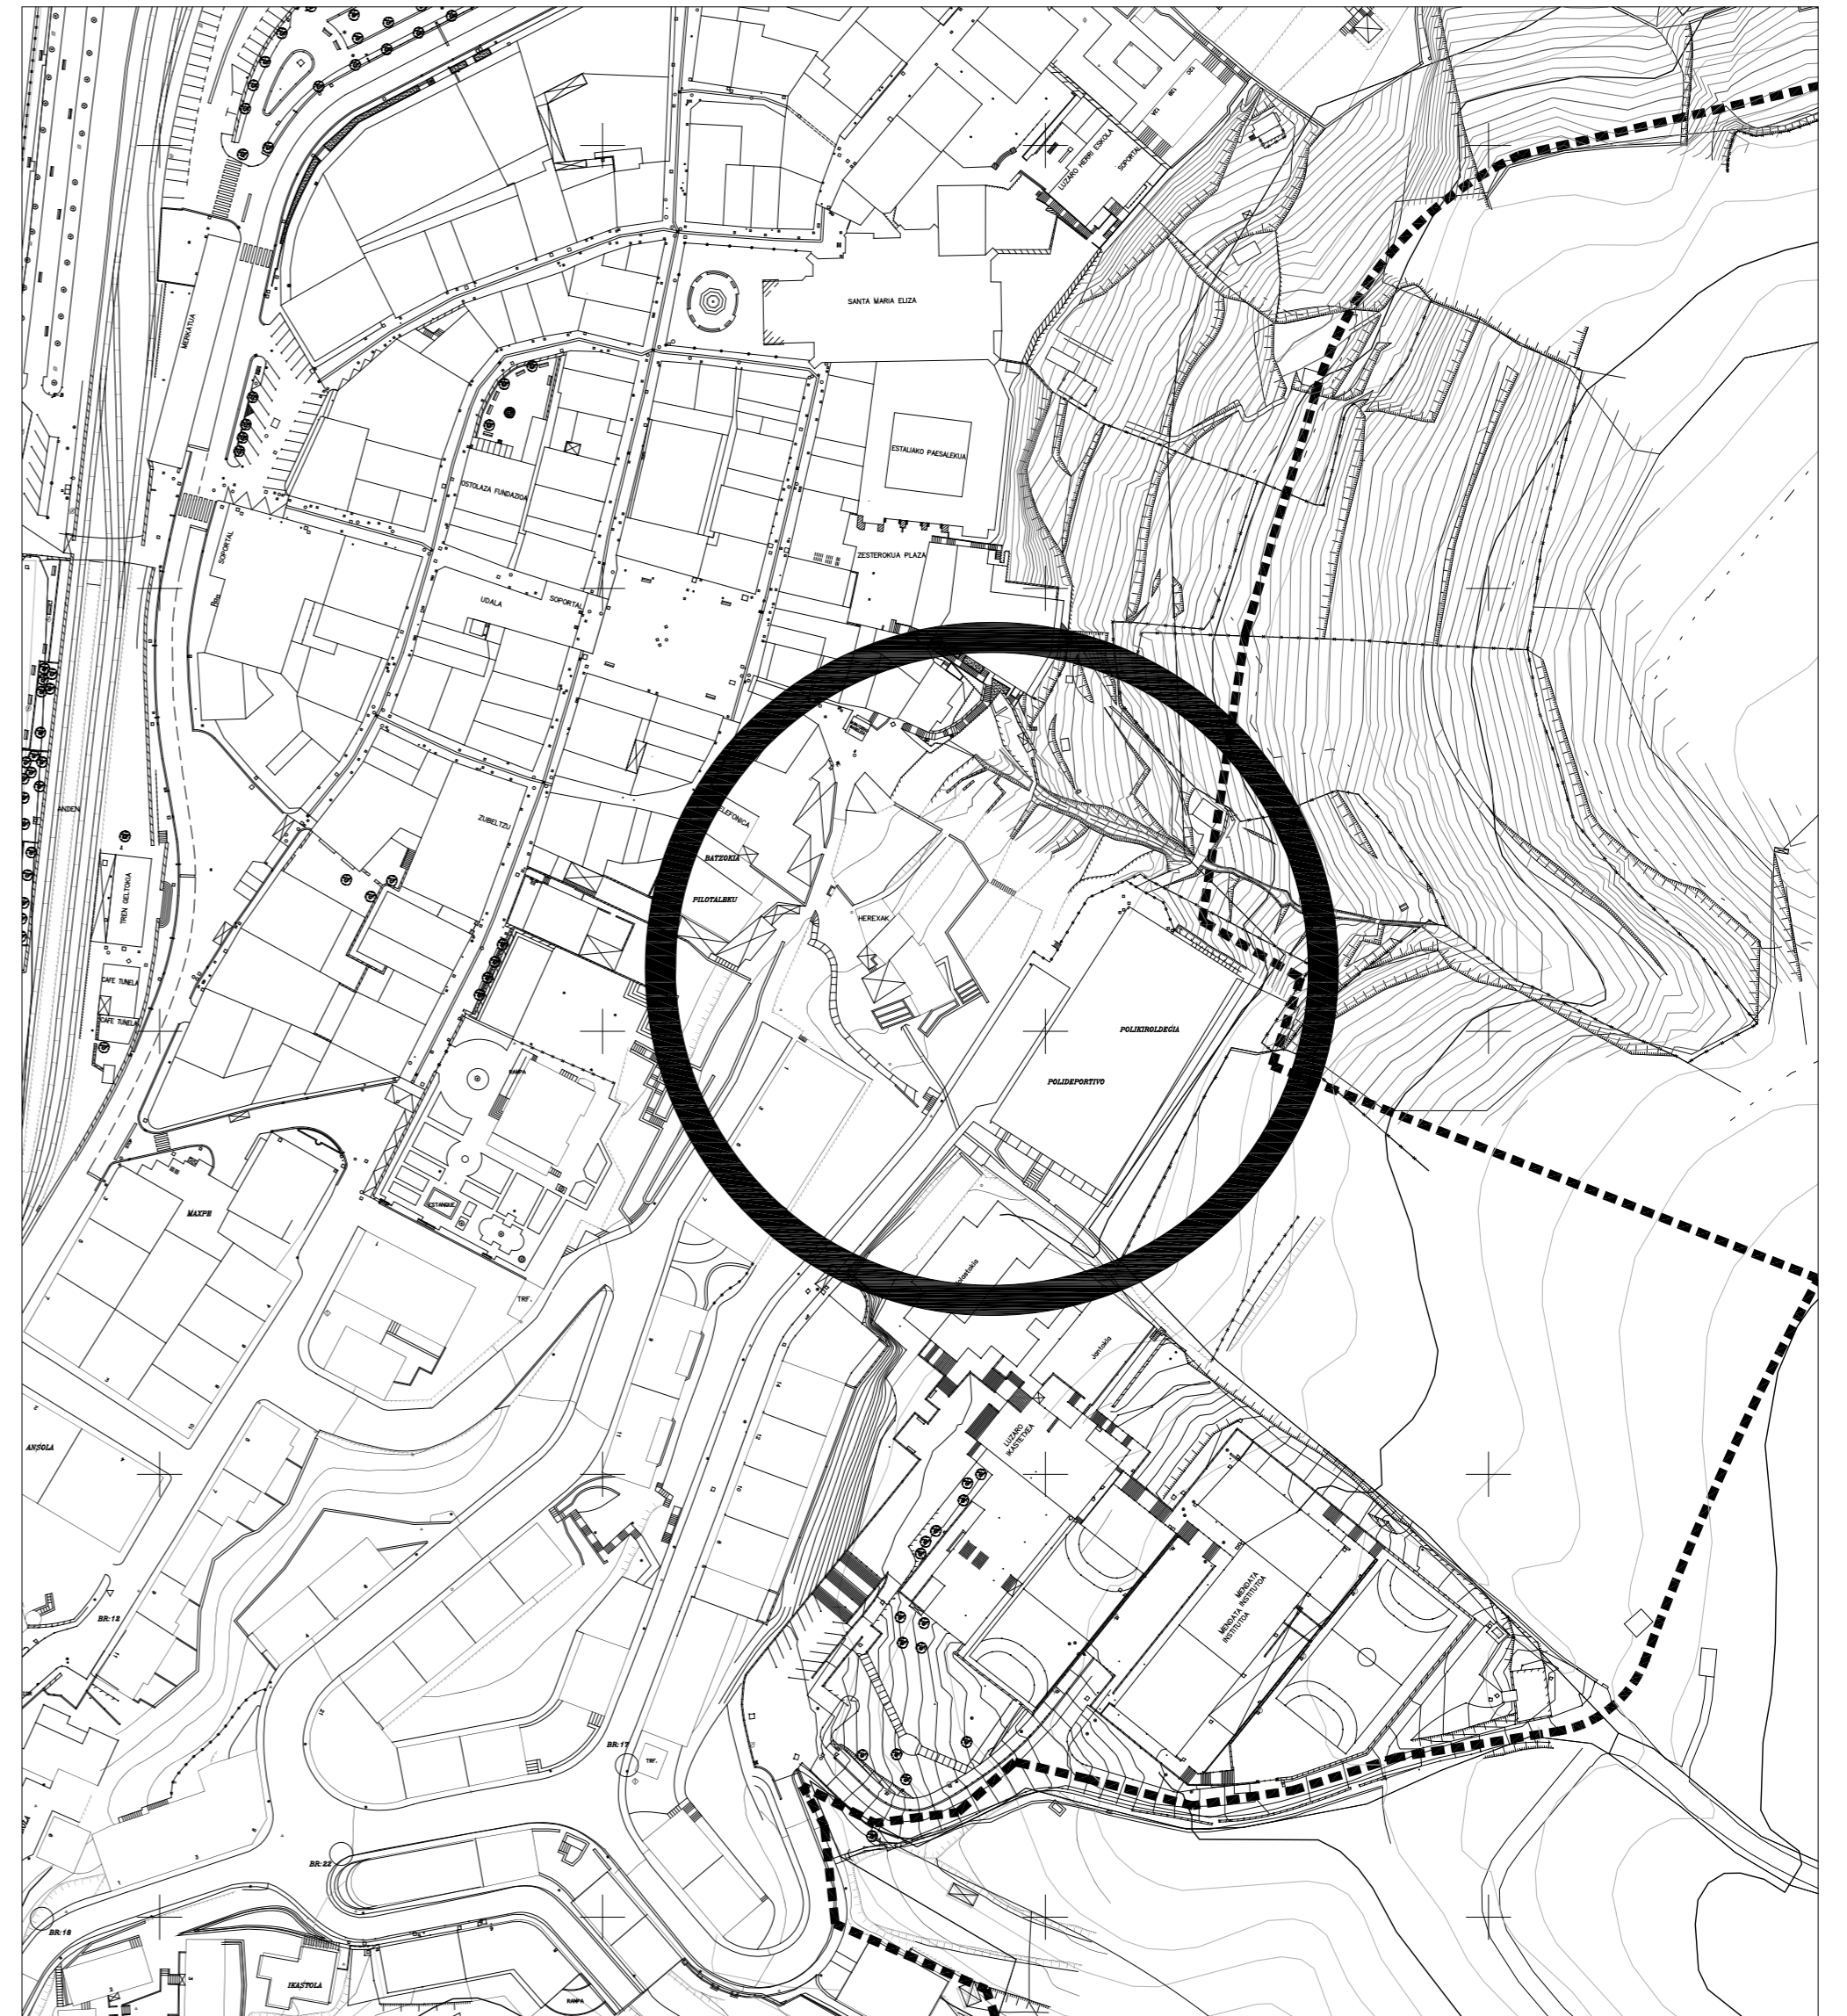 LUZARO HERRI ESKOLA
SOPORTAL
SANTA MARIA ELIZA
MERKATUA
ESTALIAKO PAESALEKUA
OSTOLAZA FUNDAZIOA
SOPORTAL
ZESTEROKUA PLAZA
UDALA
SOPORTAL
ANDEN
ZUBELTZU
BATZOKIA
PILOTALEKU
TREN GELTOKIA
HEREXAK
CAFE TUNELA
CAFE TUNELA
POLIKIROLDEGIA
POLIDEPORTIVO
RAMPA
ESTANQUE
MAXPE
TRF.
Jantokia
LUZARO
IKASTETXEA
ANSOLA
MENDATA INSTITUTOA
MENDATA
INSTITUTOA
BR:12
BR:17
TRF.
BR:22
BR:18
IKASTOLA
RAMPA